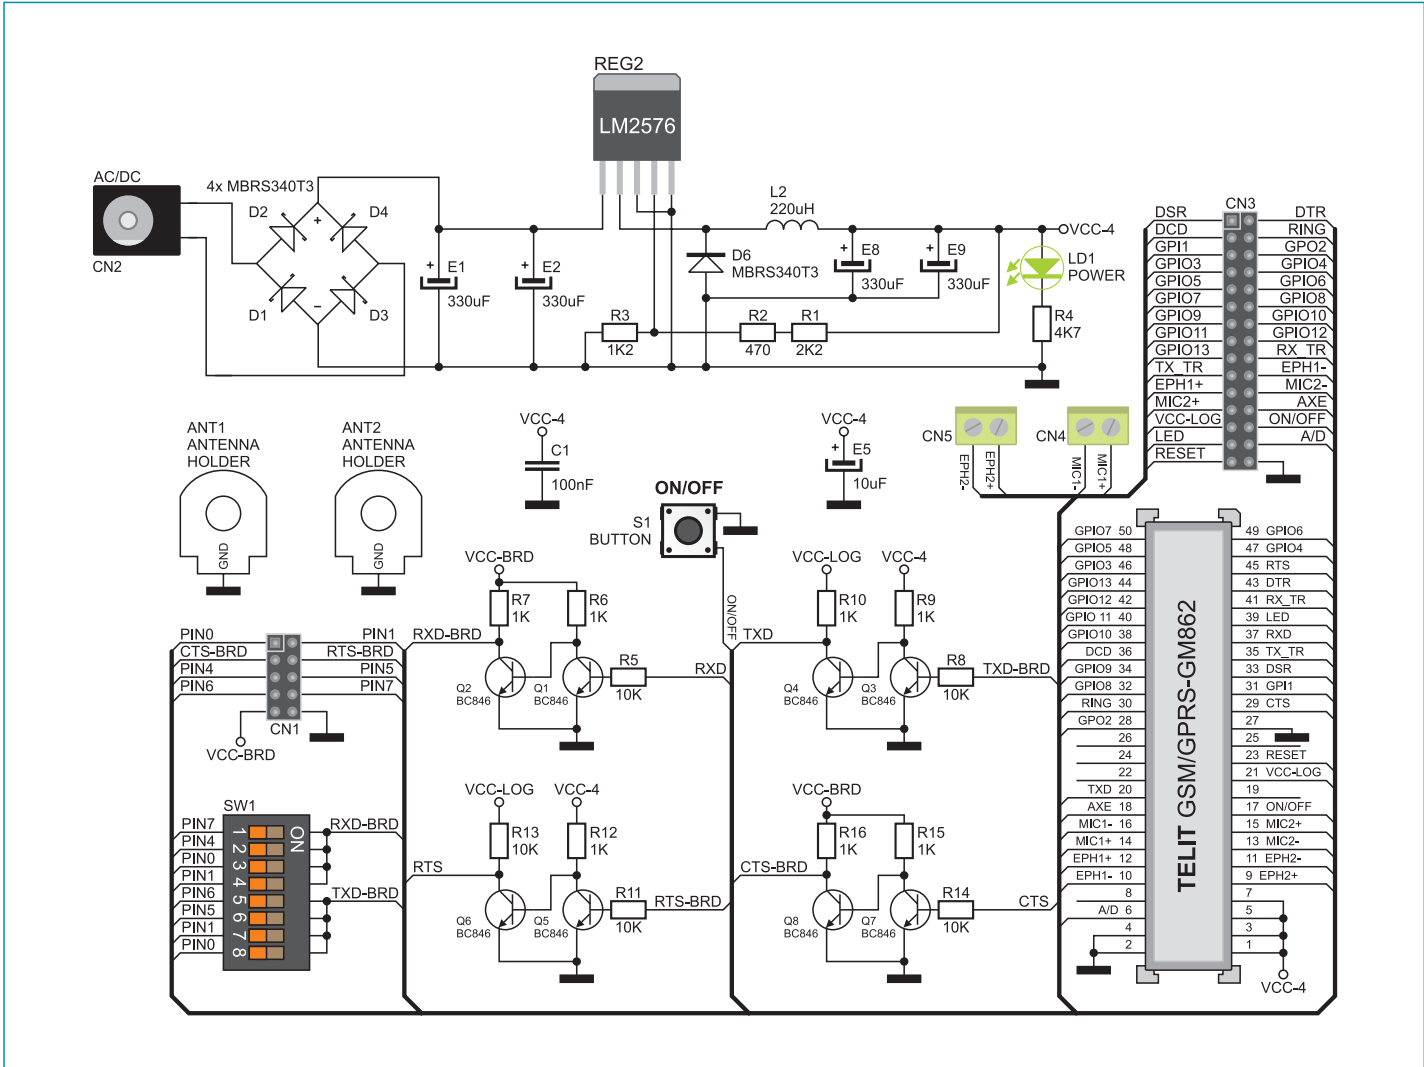 REG2
LM2576
AC/DC
CN2
4x MBRS340T3
D2
D4
D1
D3
+
-
+
E1
330uF
+
E2
330uF
L2
220uH
D6
MBRS340T3
+
E8
330uF
+
E9
330uF
VCC-4
LD1
POWER
R3
1K2
R2
470
R1
2K2
R4
4K7
CN3
DSR
DTR
DCD
RING
GPI1
GPO2
GPIO3
GPIO4
GPIO5
GPIO6
GPIO7
GPIO8
GPIO9
GPIO10
GPIO11
GPIO12
GPIO13
RX_TR
TX_TR
EPH1-
EPH1+
MIC2-
MIC2+
AXE
VCC-LOG
ON/OFF
LED
A/D
RESET
ANT1
ANTENNA
HOLDER
GND
ANT2
ANTENNA
HOLDER
GND
VCC-4
C1
100nF
VCC-4
+
E5
10uF
CN5
EPH2-
EPH2+
CN4
MIC1-
MIC1+
ON/OFF
S1
BUTTON
ON/OFF
VCC-BRD
R7
1K
R6
1K
RXD-BRD
Q2
BC846
Q1
BC846
R5
10K
RXD
VCC-LOG
VCC-4
R10
1K
R9
1K
TXD
Q4
BC846
Q3
BC846
R8
10K
TXD-BRD
PIN0
PIN1
CTS-BRD
RTS-BRD
PIN4
PIN5
PIN6
PIN7
CN1
VCC-BRD
SW1
ON
PIN7
1
RXD-BRD
PIN4
2
PIN0
3
PIN1
4
PIN6
5
TXD-BRD
PIN5
6
PIN1
7
PIN0
8
VCC-LOG
VCC-4
R13
10K
R12
1K
RTS
Q6
BC846
Q5
BC846
R11
10K
RTS-BRD
VCC-BRD
R16
1K
R15
1K
CTS-BRD
Q8
BC846
Q7
BC846
R14
10K
CTS
TELIT GSM/GPRS-GM862
GPIO7 50
49 GPIO6
GPIO5 48
47 GPIO4
GPIO3 46
45 RTS
GPIO13 44
43 DTR
GPIO12 42
41 RX_TR
GPIO 11 40
39 LED
GPIO10 38
37 RXD
DCD 36
35 TX_TR
GPIO9 34
33 DSR
GPIO8 32
31 GPI1
RING 30
29 CTS
GPO2 28
27
26
25
24
23 RESET
22
21 VCC-LOG
TXD 20
19
AXE 18
17 ON/OFF
MIC1- 16
15 MIC2+
MIC1+ 14
13 MIC2-
EPH1+ 12
11 EPH2-
EPH1- 10
9 EPH2+
8
7
A/D 6
5
4
3
2
1
VCC-4